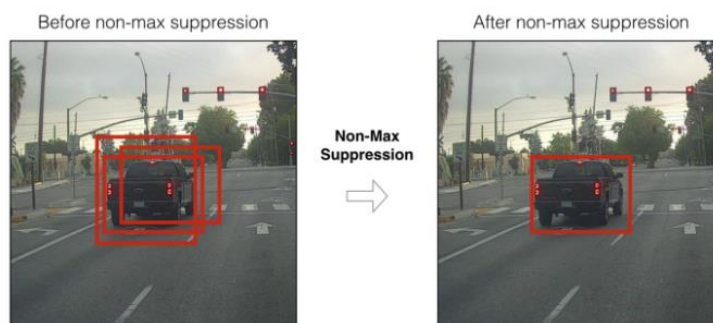 Before non-max suppression
After non-max suppression
Non-Max
Suppression